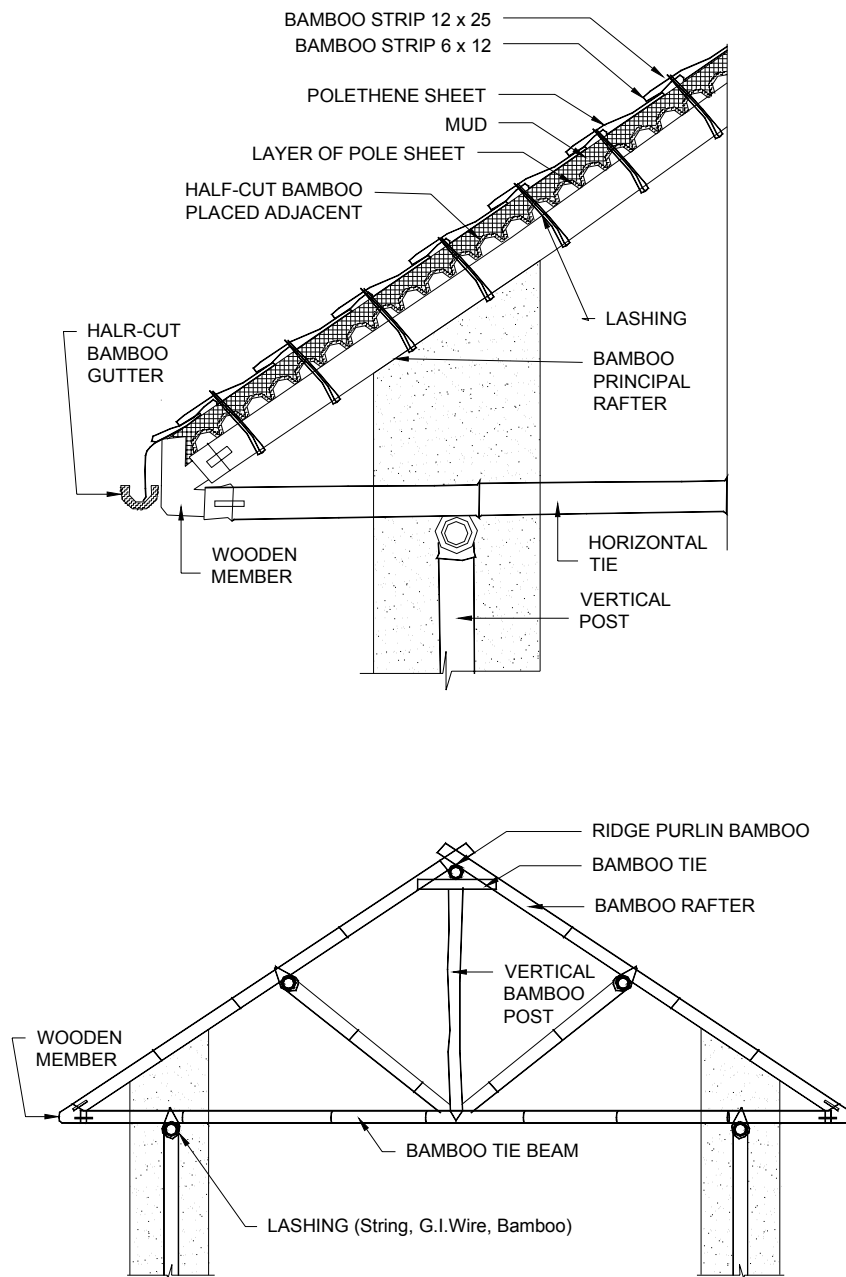 BAMBOO STRIP 12 x 25
BAMBOO STRIP 6 x 12
POLETHENE SHEET
MUD
LAYER OF POLE SHEET
HALF-CUT BAMBOO
PLACED ADJACENT
HALR-CUT
BAMBOO
GUTTER
LASHING
BAMBOO
PRINCIPAL
RAFTER
WOODEN
MEMBER
HORIZONTAL
TIE
VERTICAL
POST
RIDGE PURLIN BAMBOO
BAMBOO TIE
BAMBOO RAFTER
VERTICAL
BAMBOO
POST
WOODEN
MEMBER
BAMBOO TIE BEAM
LASHING (String, G.I.Wire, Bamboo)